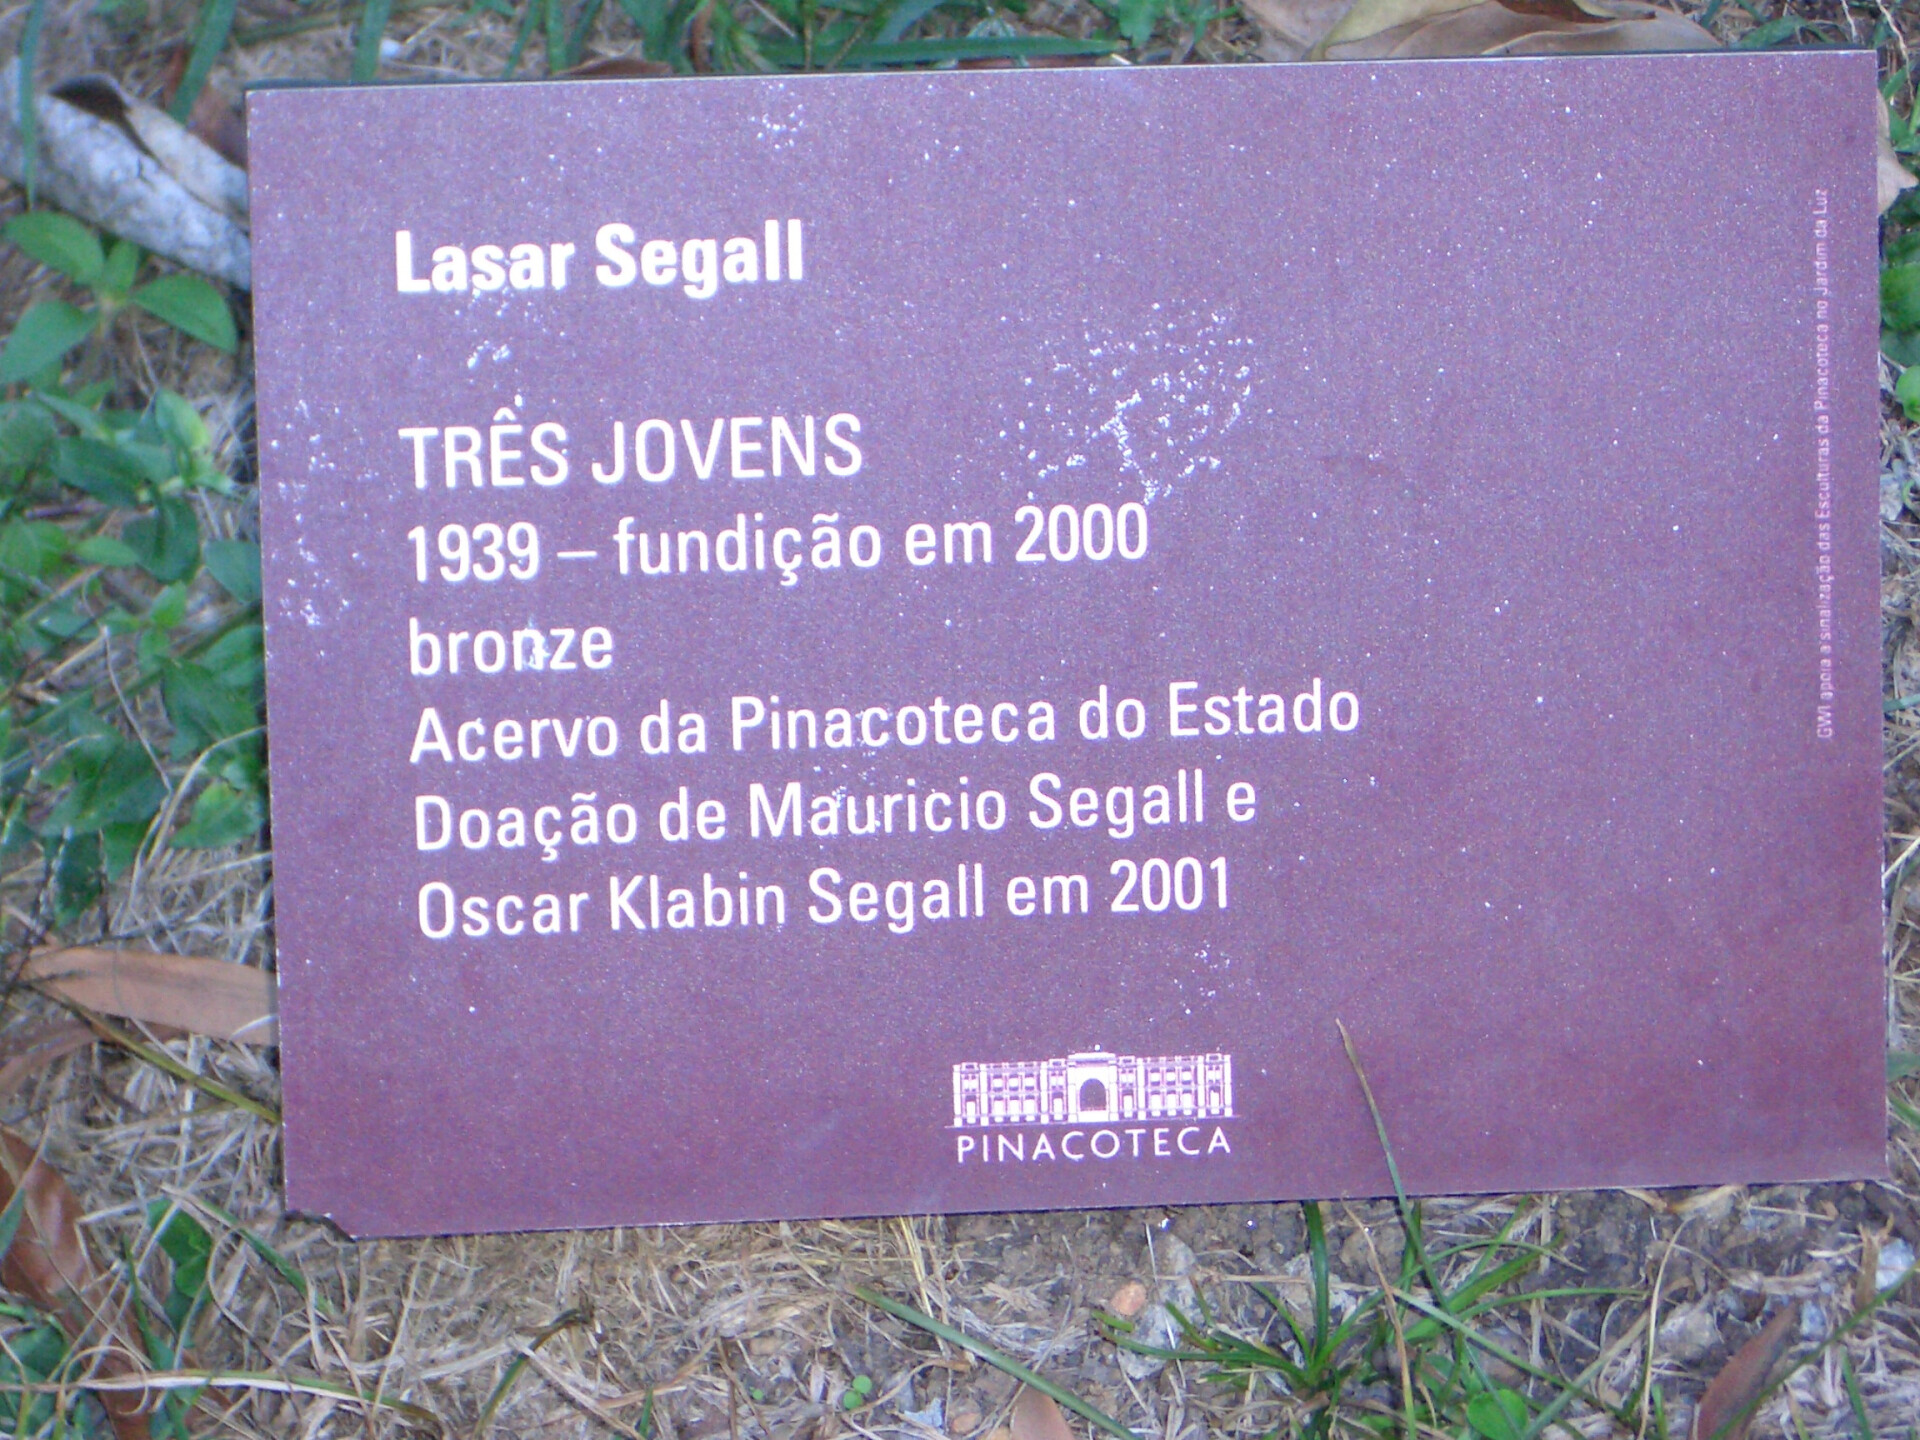 Lasar Segall
TRÊS JOVENS
1939 – fundição em 2000
bronze
Acervo da Pinacoteca do Estado
Doação de Mauricio Segall e
Oscar Klabin Segall em 2001
PINACOTECA
GWI apoia a sinalização das Esculturas da Pinacoteca no Jardim da Luz